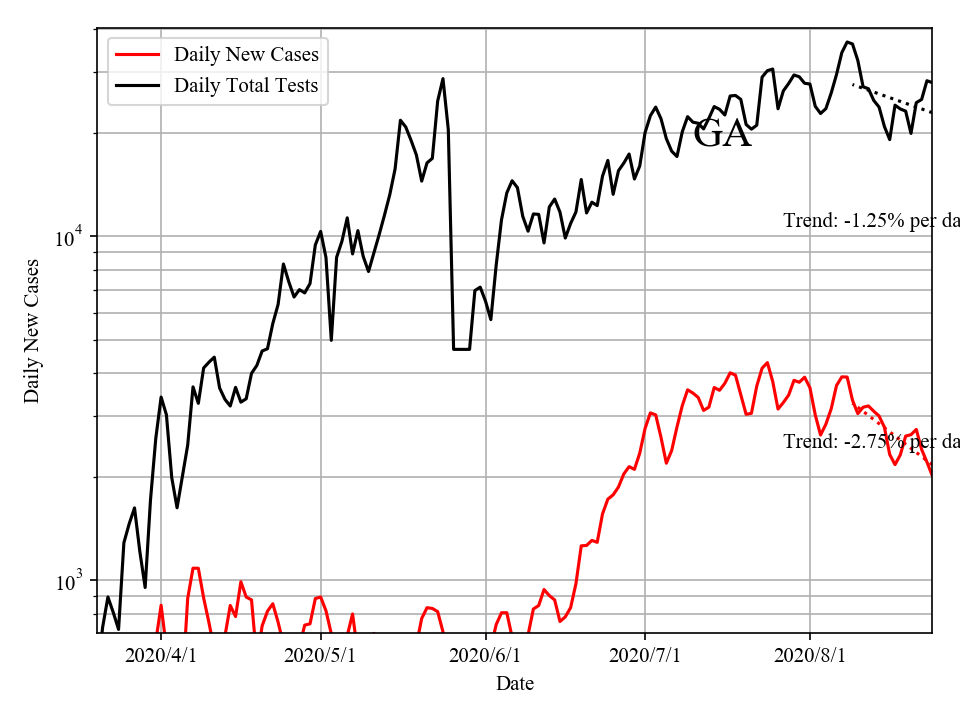 Daily New Cases
Daily Total Tests
GA
Trend: -1.25% per da
Trend: -2.75% per da
Daily New Cases
10^4
10^3
2020/4/1
2020/5/1
2020/6/1
2020/7/1
2020/8/1
Date